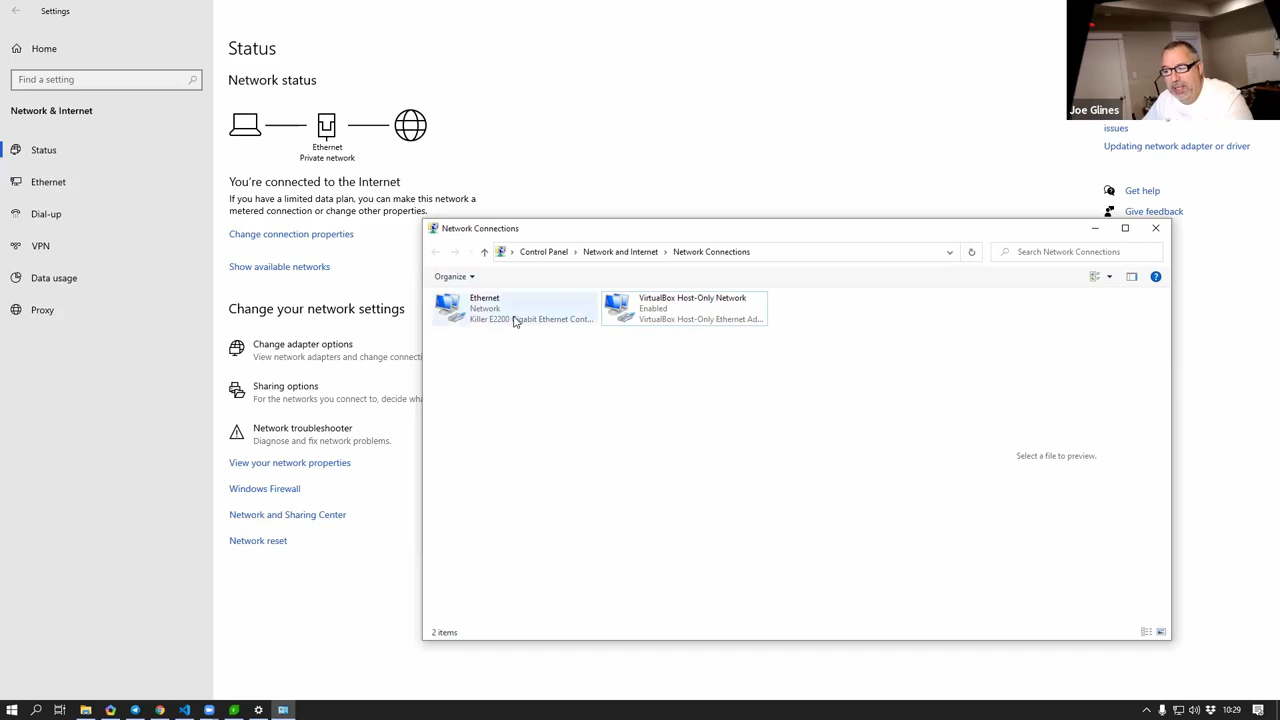 Settings
Home
Find a setting
Network & Internet
Status
Ethernet
Dial-up
VPN
Data usage
Proxy
Status
Network status
Ethernet
Private network
You're connected to the Internet
If you have a limited data plan, you can make this network a
metered connection or change other properties.
Change connection properties
Show available networks
Change your network settings
Change adapter options
View network adapters and change connecti
Sharing options
For the networks you connect to, decide wha
Network troubleshooter
Diagnose and fix network problems.
View your network properties
Windows Firewall
Network and Sharing Center
Network reset
Joe Glines
issues
Updating network adapter or driver
Get help
Give feedback
Network Connections
Control Panel > Network and Internet > Network Connections
Search Network Connections
Organize
Ethernet
Network
Killer E2200 Gigabit Ethernet Cont...
VirtualBox Host-Only Network
Enabled
VirtualBox Host-Only Ethernet Ad...
Select a file to preview.
2 items
10:29